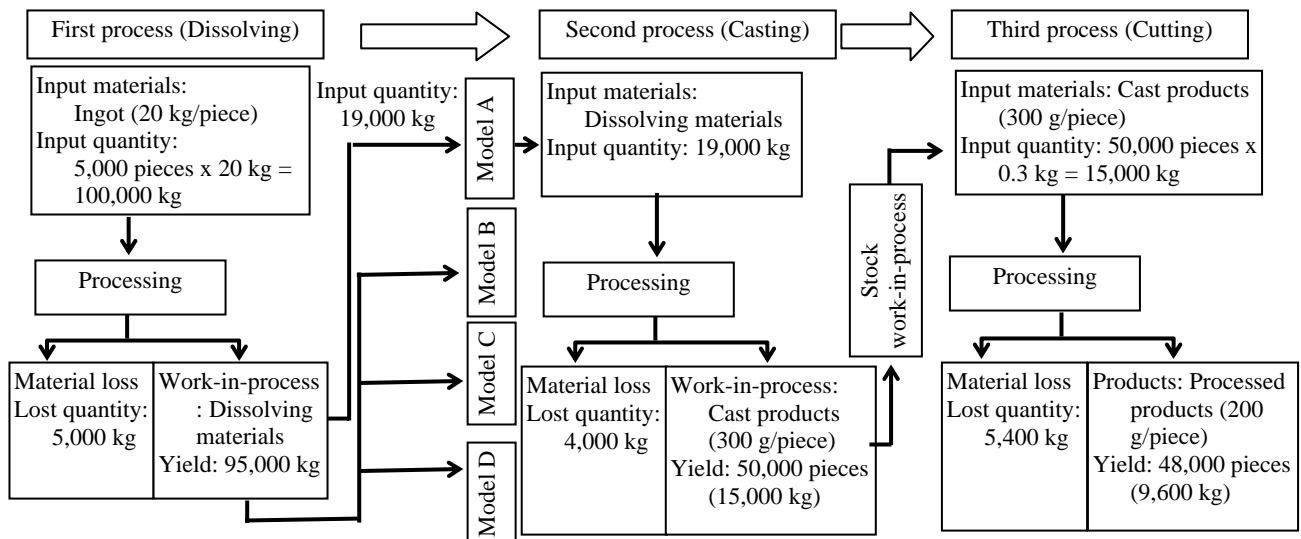 First process (Dissolving)
Second process (Casting)
Third process (Cutting)
Input materials:
Ingot (20 kg/piece)
Input quantity:
5,000 pieces x 20 kg =
100,000 kg
Processing
Material loss
Lost quantity:
5,000 kg
Work-in-process
: Dissolving
materials
Yield: 95,000 kg
Input quantity:
19,000 kg
Model A
Model B
Model C
Model D
Input materials:
Dissolving materials
Input quantity: 19,000 kg
Processing
Material loss
Lost quantity:
4,000 kg
Work-in-process:
Cast products
(300 g/piece)
Yield: 50,000 pieces
(15,000 kg)
Stock
work-in-process
Input materials: Cast products
(300 g/piece)
Input quantity: 50,000 pieces x
0.3 kg = 15,000 kg
Processing
Material loss
Lost quantity:
5,400 kg
Products: Processed
products (200
g/piece)
Yield: 48,000 pieces
(9,600 kg)